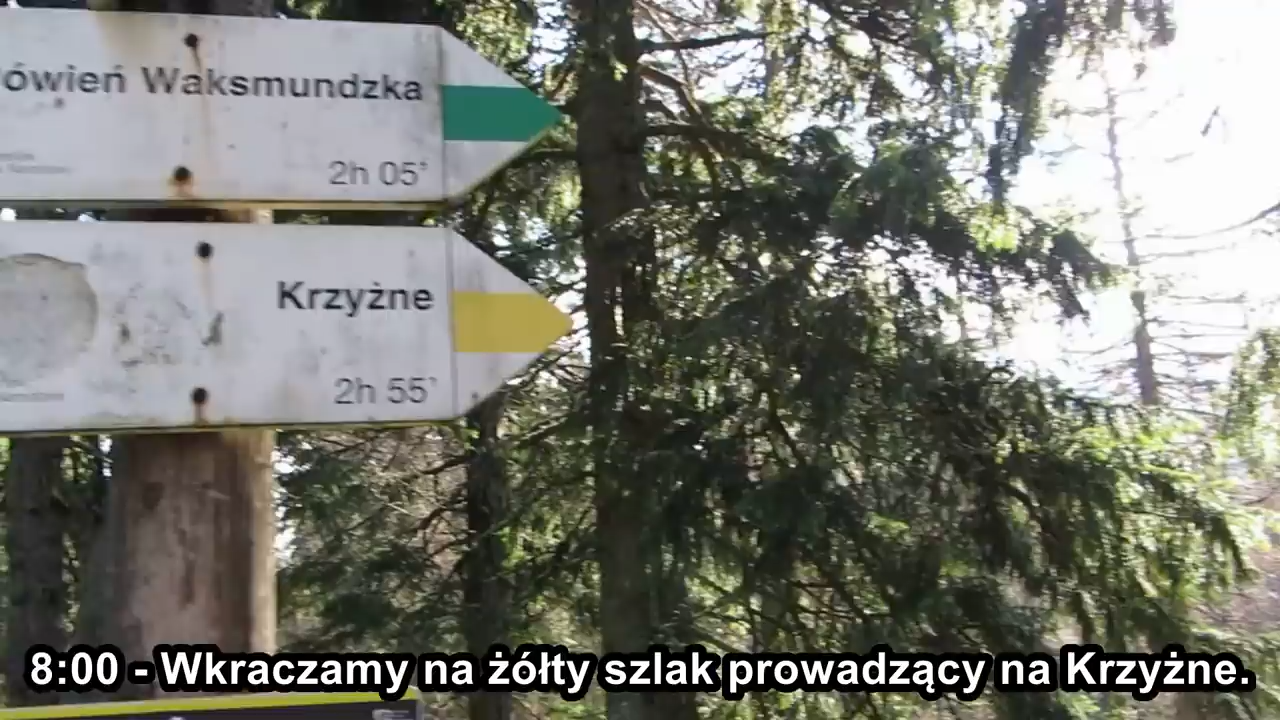 ówień Waksmundzka
2h 05'
Krzyżne
2h 55'
8:00 - Wkraczamy na żółty szlak prowadzący na Krzyżne.